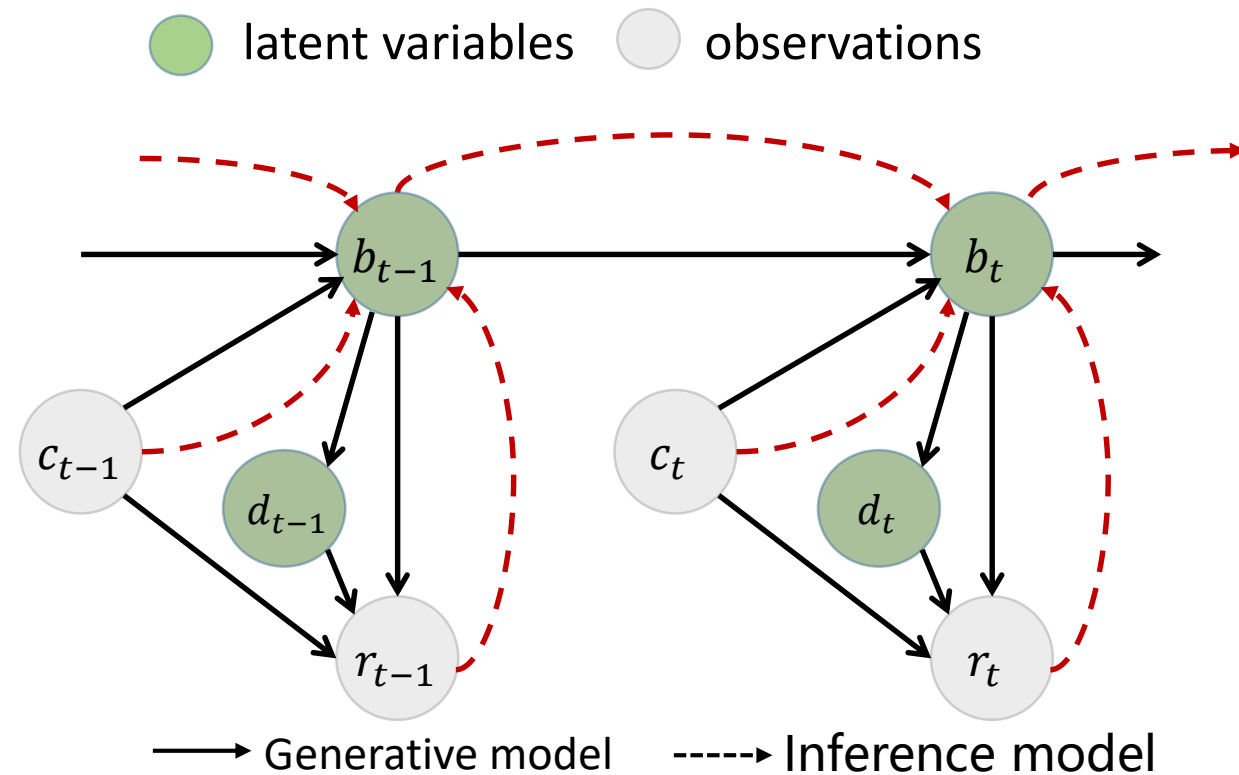 latent variables observations
b_{t−1} b_t
c_{t−1} c_t
d_{t−1} d_t
r_{t−1} r_t
Generative model Inference model